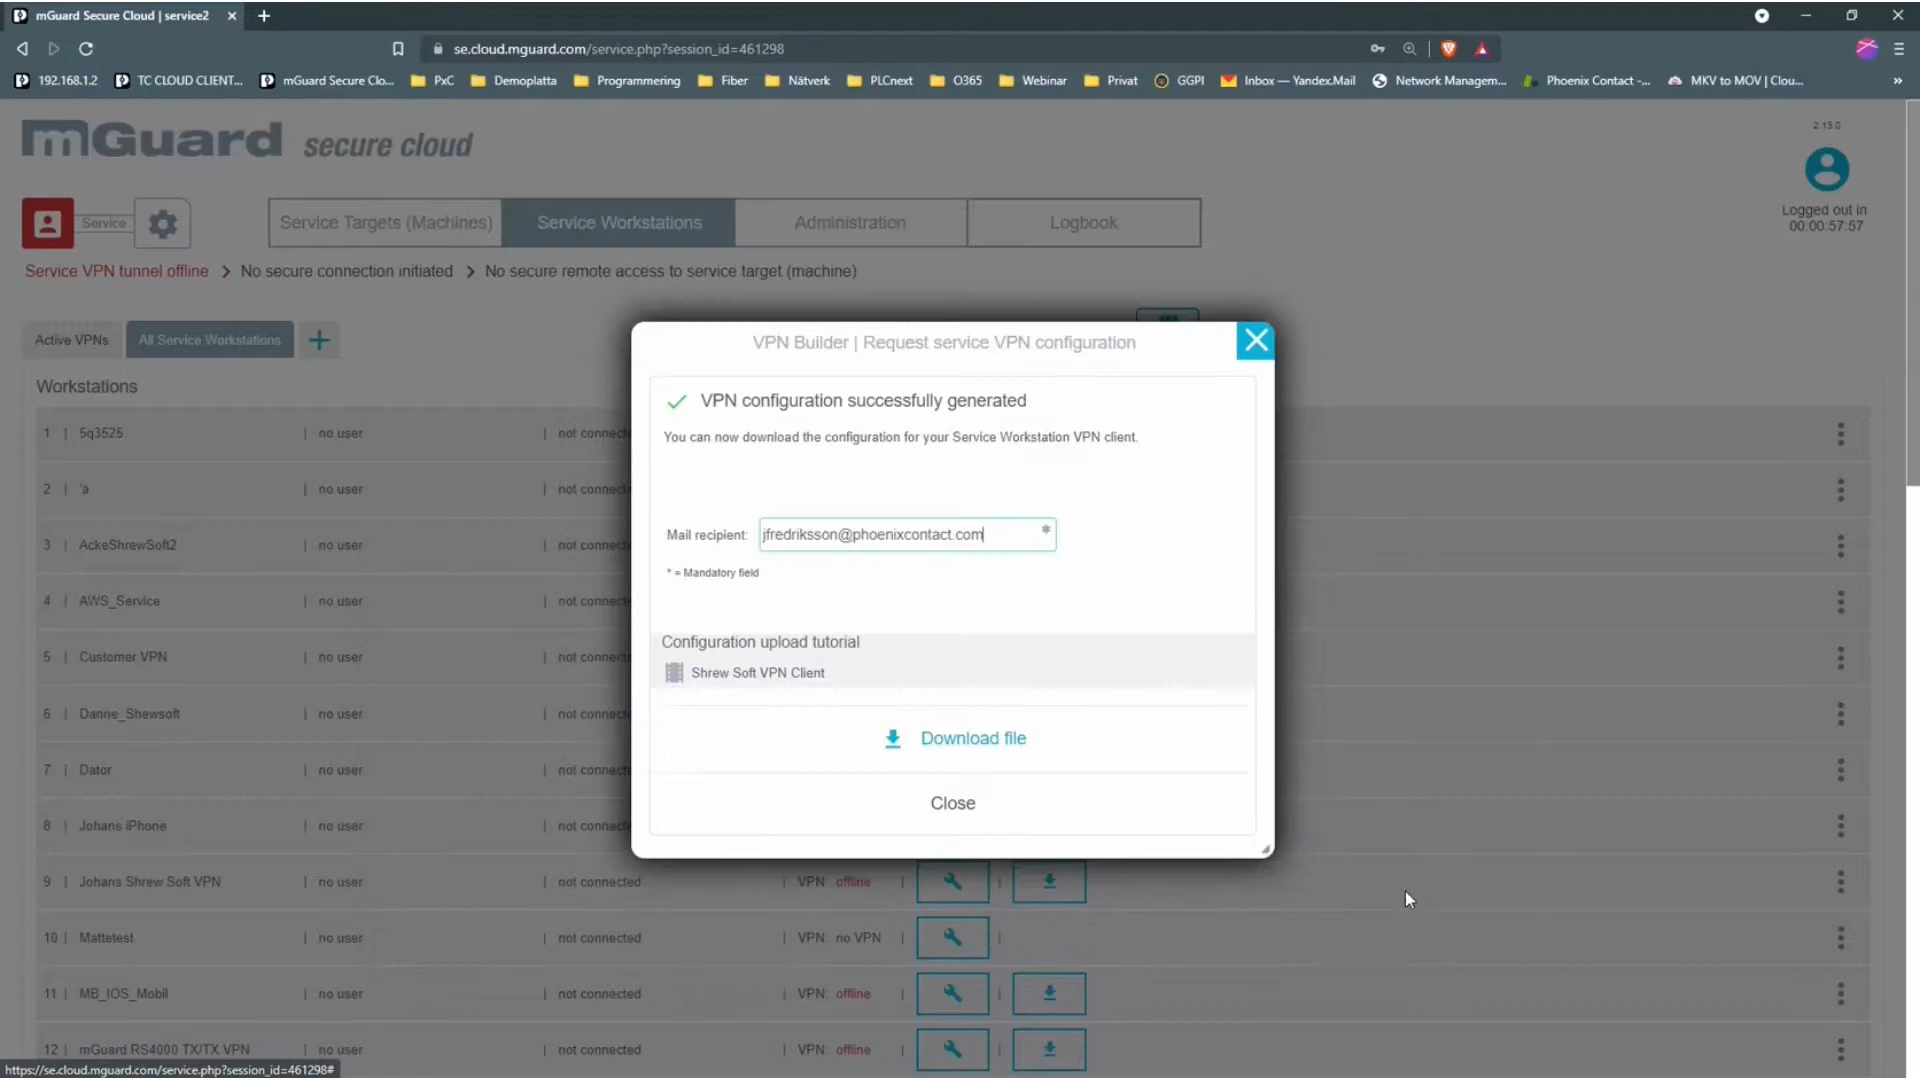 mGuard Secure Cloud | service2
se.cloud.mguard.com/service.php?session_id=461298
192.168.1.2 TC CLOUD CLIENT... mGuard Secure Clo... PxC Demoplatta Programmering Fiber Nätverk PLCnext O365 Webinar Privat GGPI Inbox — Yandex.Mail Network Managem... Phoenix Contact -... MKV to MOV | Clou... »
mGuard secure cloud
2.13.0
Service
Service Targets (Machines) Service Workstations Administration Logbook
Logged out in
00:00:57:57
Service VPN tunnel offline > No secure connection initiated > No secure remote access to service target (machine)
Active VPNs All Service Workstations +
VPN Builder | Request service VPN configuration
Workstations
VPN configuration successfully generated
1 | 5q3525 | no user | not connect
You can now download the configuration for your Service Workstation VPN client.
2 | 'a | no user | not connect
3 | AckeShrewSoft2 | no user | not connect
Mail recipient: jfredriksson@phoenixcontact.com *
* = Mandatory field
4 | AWS_Service | no user | not connect
Configuration upload tutorial
5 | Customer VPN | no user | not connect
Shrew Soft VPN Client
6 | Danne_Shewsoft | no user | not connect
Download file
7 | Dator | no user | not connect
Close
8 | Johans iPhone | no user | not connect
9 | Johans Shrew Soft VPN | no user | not connected | VPN: offline | |
10 | Mattetest | no user | not connected | VPN: no VPN | |
11 | MB_IOS_Mobil | no user | not connected | VPN: offline | |
12 | mGuard RS4000 TX/TX VPN | no user | not connected | VPN: offline | |
https://se.cloud.mguard.com/service.php?session_id=461298#